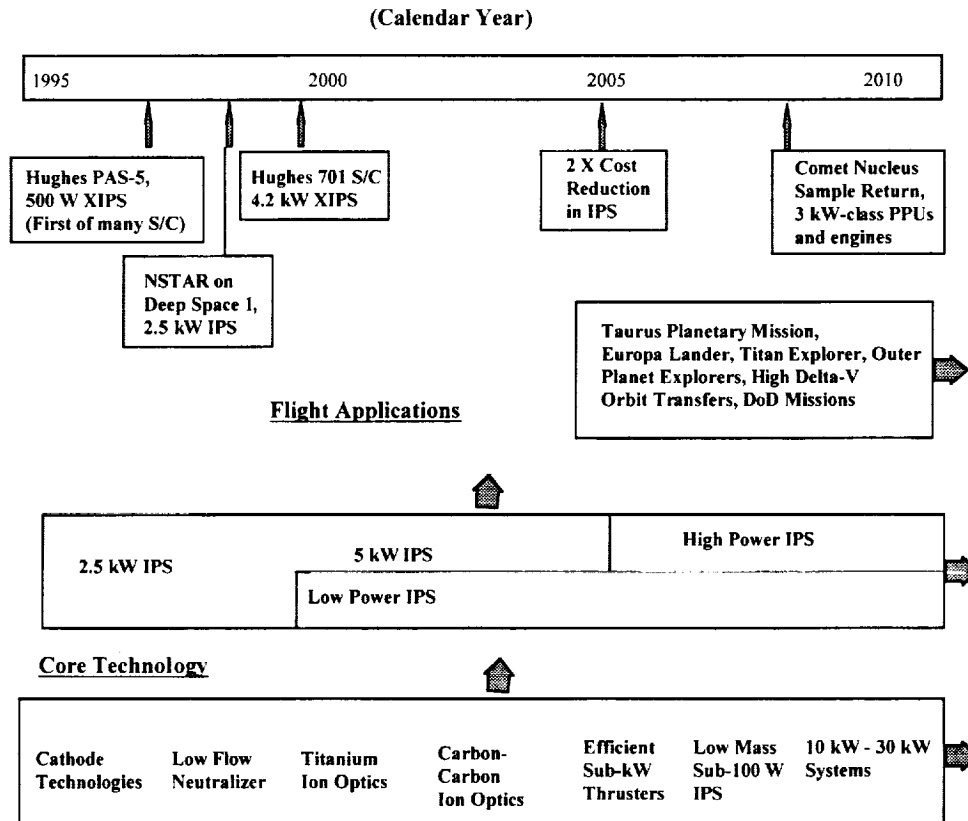 (Calendar Year)
1995 2000 2005 2010
Hughes PAS-5,
500 W XIPS
(First of many S/C)
NSTAR on
Deep Space 1,
2.5 kW IPS
Hughes 701 S/C
4.2 kW XIPS
2 X Cost
Reduction
in IPS
Comet Nucleus
Sample Return,
3 kW-class PPUs
and engines
Taurus Planetary Mission,
Europa Lander, Titan Explorer, Outer
Planet Explorers, High Delta-V
Orbit Transfers, DoD Missions
Flight Applications
2.5 kW IPS
5 kW IPS
High Power IPS
Low Power IPS
Core Technology
Cathode
Technologies
Low Flow
Neutralizer
Titanium
Ion Optics
Carbon-
Carbon
Ion Optics
Efficient
Sub-kW
Thrusters
Low Mass
Sub-100 W
IPS
10 kW - 30 kW
Systems